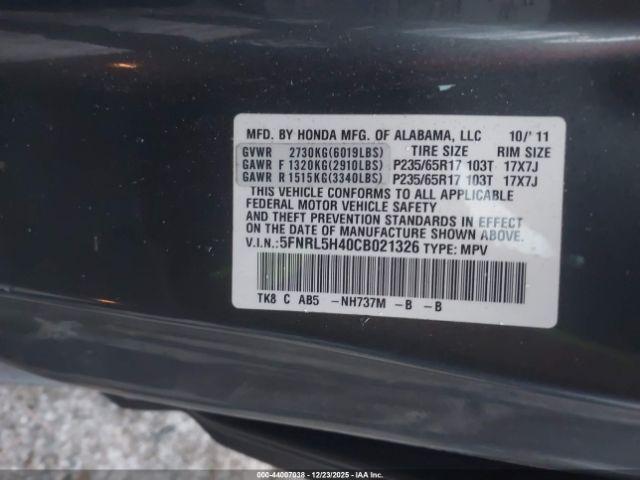 MFD. BY HONDA MFG. OF ALABAMA, LLC 10/'11
TIRE SIZE RIM SIZE
GVWR 2730KG(6019LBS)
GAWR F 1320KG(2910LBS) P235/65R17 103T 17X7J
GAWR R 1515KG(3340LBS) P235/65R17 103T 17X7J
THIS VEHICLE CONFORMS TO ALL APPLICABLE
FEDERAL MOTOR VEHICLE SAFETY
AND THEFT PREVENTION STANDARDS IN EFFECT
ON THE DATE OF MANUFACTURE SHOWN ABOVE.
V.I.N.:5FNRL5H40CB021326 TYPE: MPV
TK8 C AB5 -NH737M -B -B
000-44007038 - 12/23/2025 - IAA Inc.